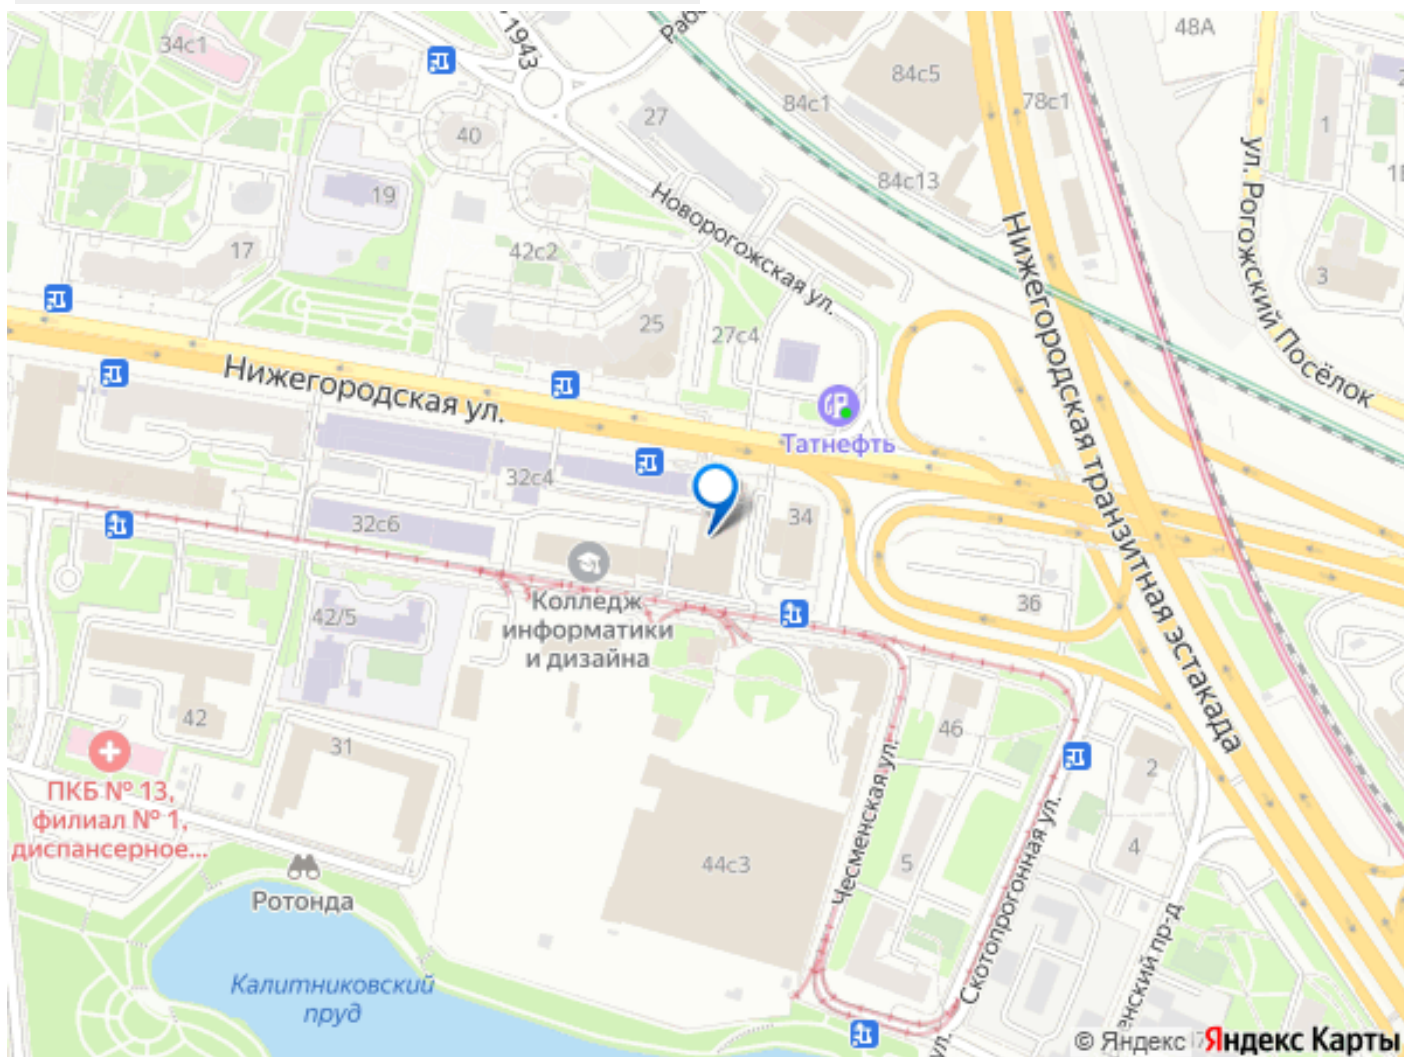 34с1
1943
48А
84с5
84с1
78с1
27
1
40
84с13
19
ул. Рогожский Посёлок
Новорогожская ул.
17
42с2
3
25
27с4
Нижегородская транзитная эстакада
Нижегородская ул.
Татнефть
32с4
34
32с6
Колледж
информатики
и дизайна
36
42/5
42
31
46
2
ПКБ № 13,
филиал № 1,
диспансерное...
4
44с3
5
Чесменская ул.
Скотопрогонная ул.
Ротонда
Калитниковский
пруд
© Яндекс Яндекс Карты